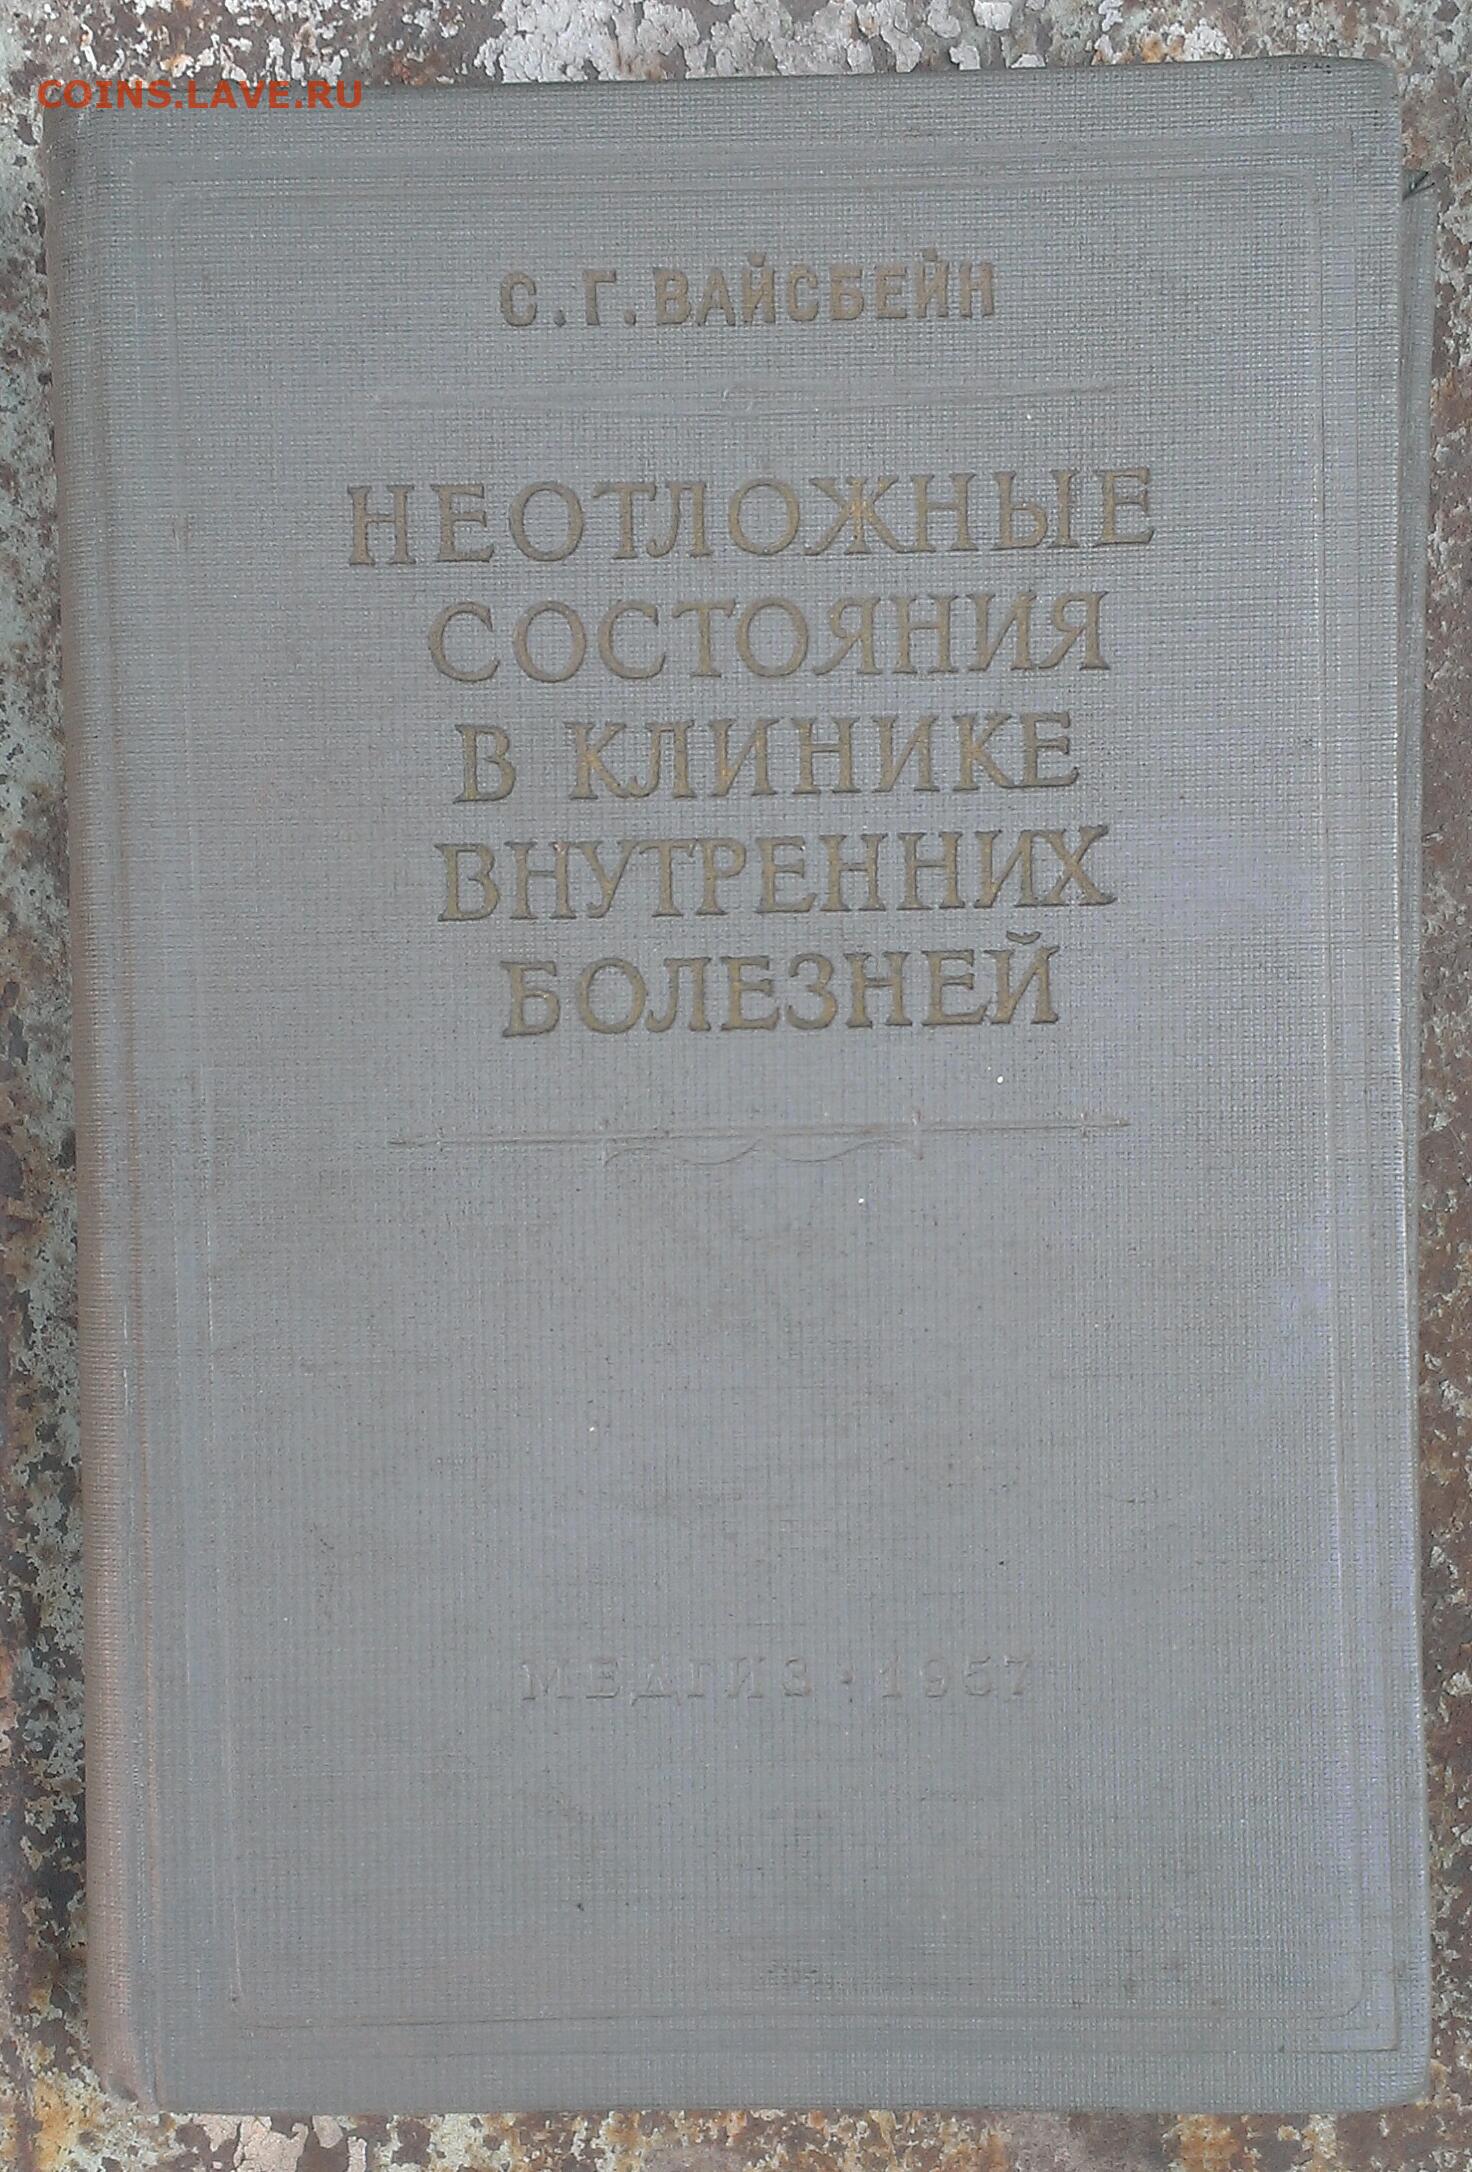 COINS.LAVE.RU
С.Г. ВАЙСБЕЙН
НЕОТЛОЖНЫЕ
СОСТОЯНИЯ
В КЛИНИКЕ
ВНУТРЕННИХ
БОЛЕЗНЕЙ
МЕДГИЗ · 1957